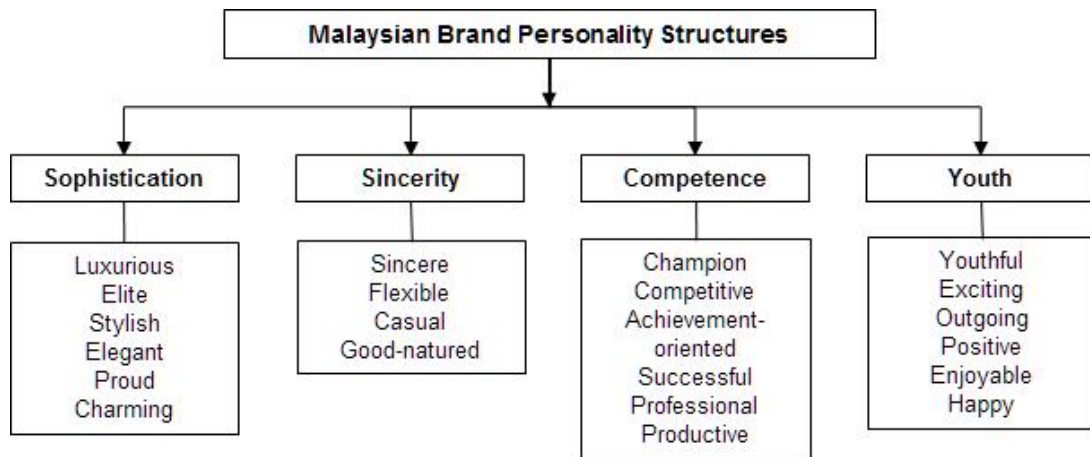 Malaysian Brand Personality Structures
Sophistication
Luxurious
Elite
Stylish
Elegant
Proud
Charming
Sincerity
Sincere
Flexible
Casual
Good-natured
Competence
Champion
Competitive
Achievement-
oriented
Successful
Professional
Productive
Youth
Youthful
Exciting
Outgoing
Positive
Enjoyable
Happy